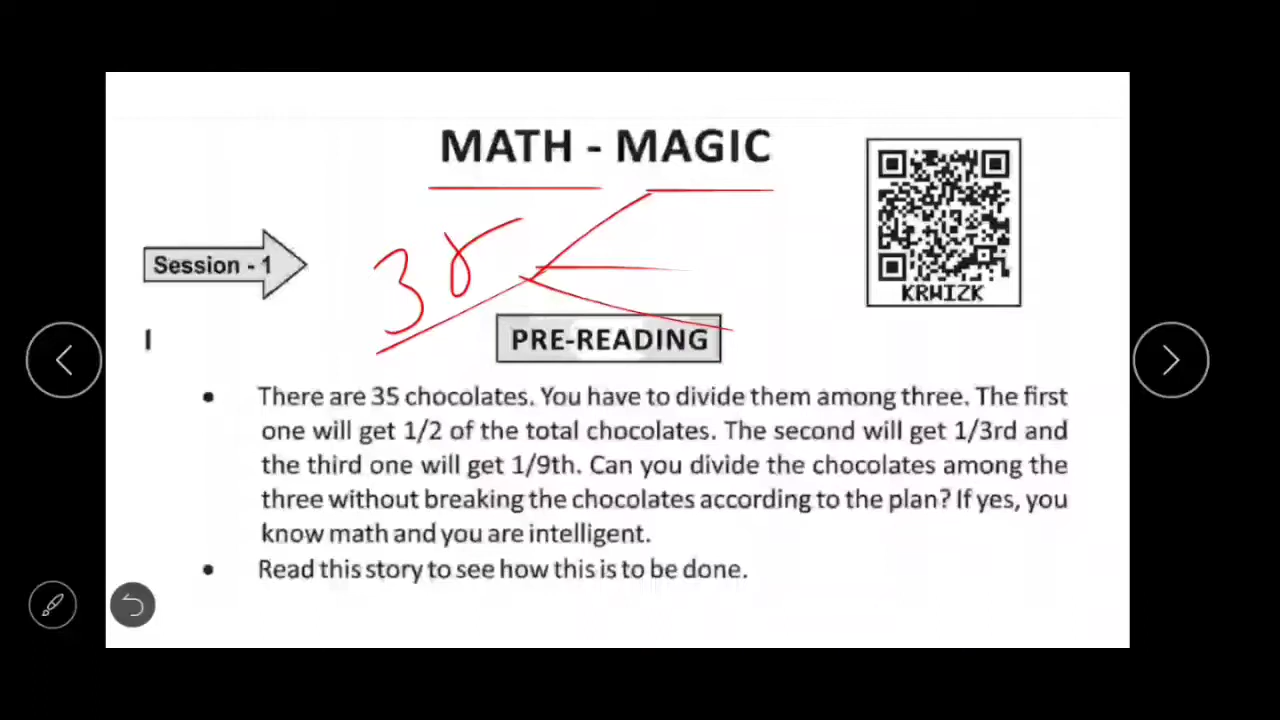 MATH - MAGIC
Session - 1
35
KRWIZK
I
PRE-READING
• There are 35 chocolates. You have to divide them among three. The first
one will get 1/2 of the total chocolates. The second will get 1/3rd and
the third one will get 1/9th. Can you divide the chocolates among the
three without breaking the chocolates according to the plan? If yes, you
know math and you are intelligent.
• Read this story to see how this is to be done.